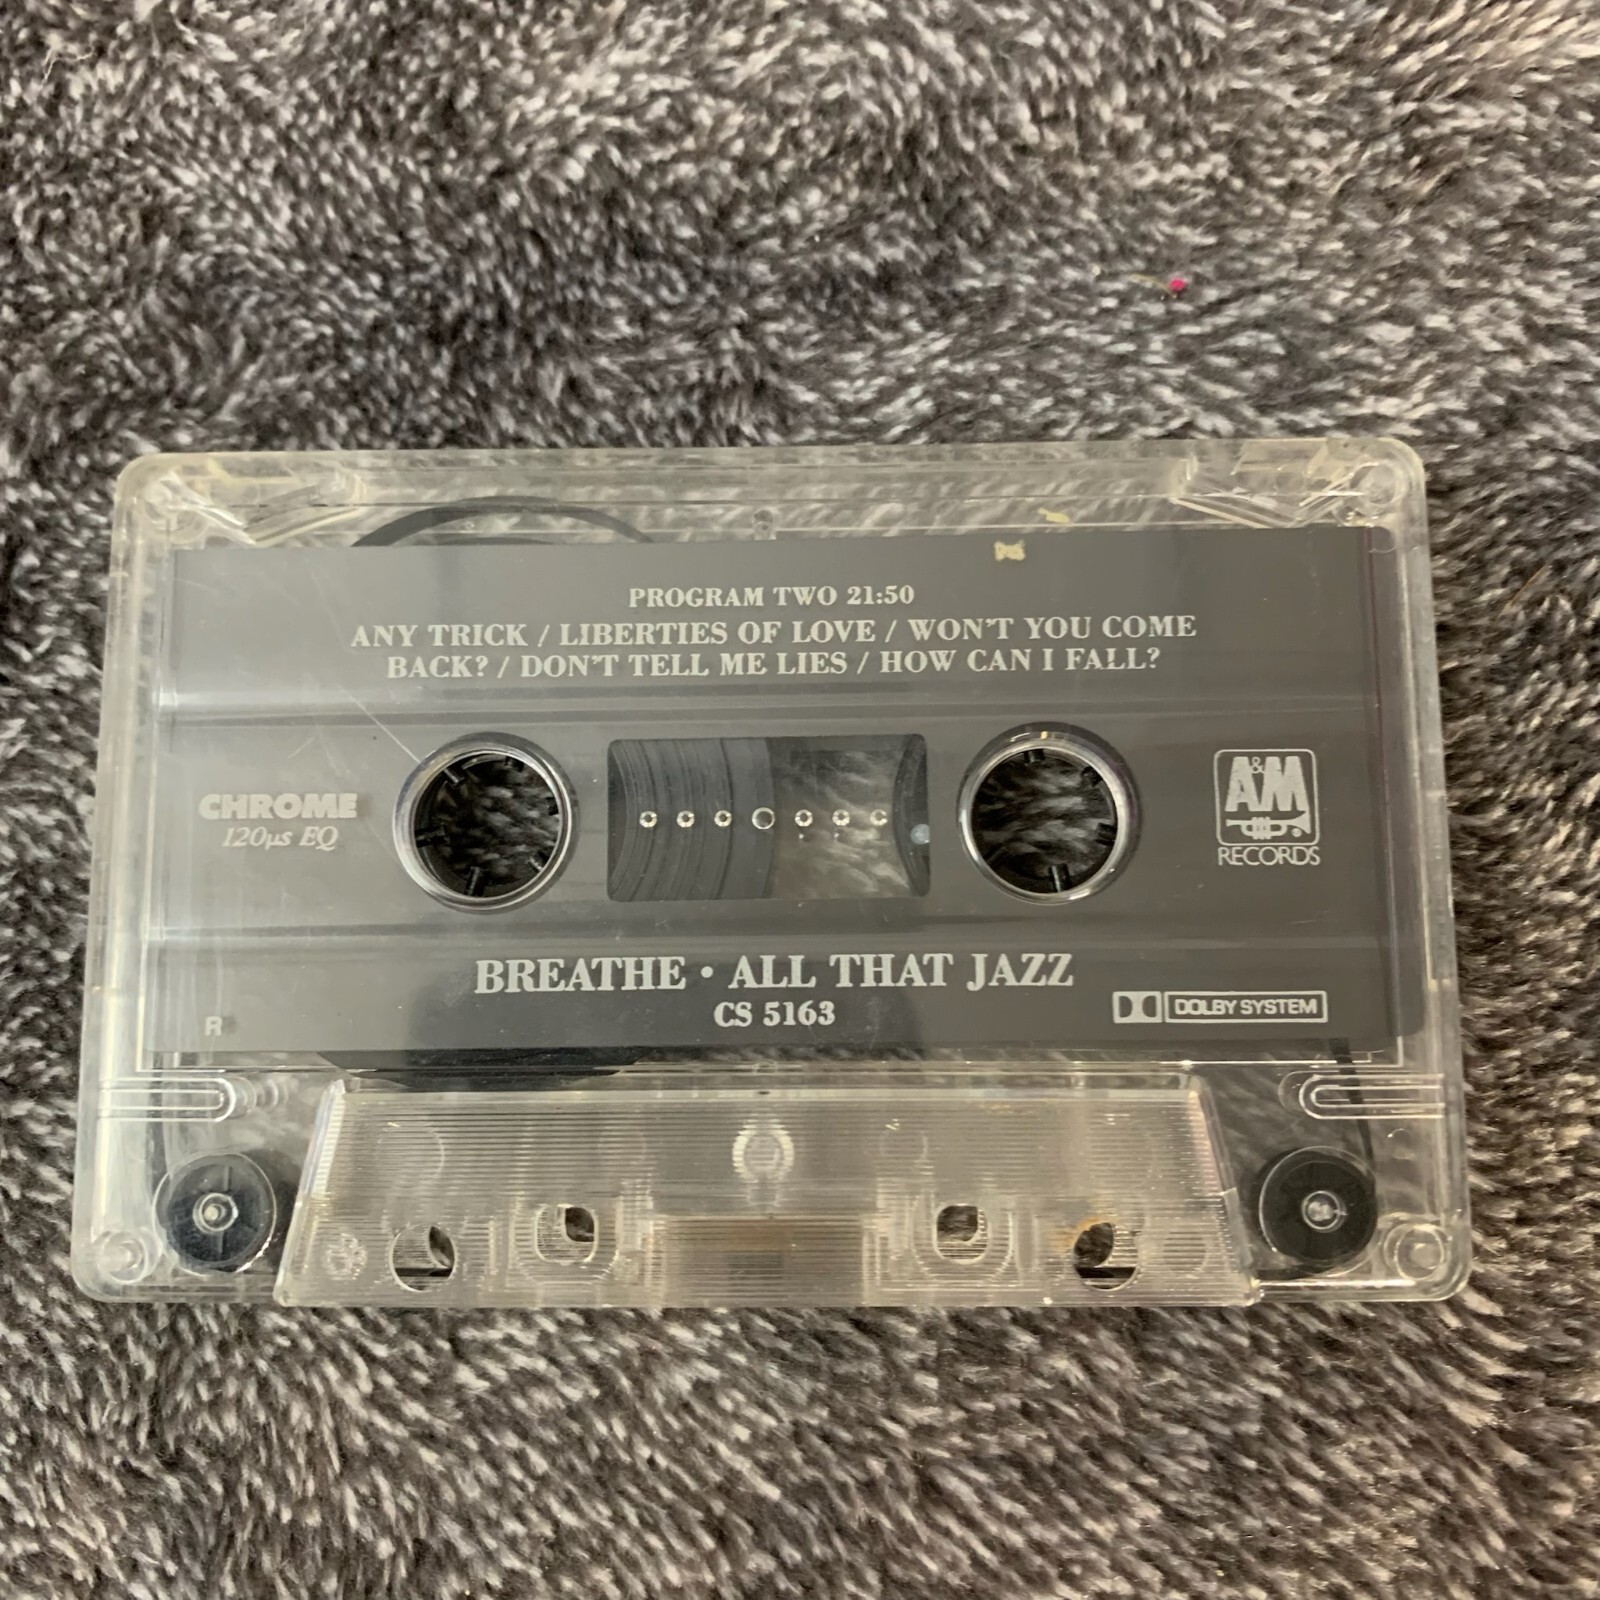 PROGRAM TWO 21:50
ANY TRICK / LIBERTIES OF LOVE / WON'T YOU COME
BACK? / DON'T TELL ME LIES / HOW CAN I FALL?
CHROME
120µs EQ
A&M
®
RECORDS
BREATHE • ALL THAT JAZZ
CS 5163
DOLBY SYSTEM
R